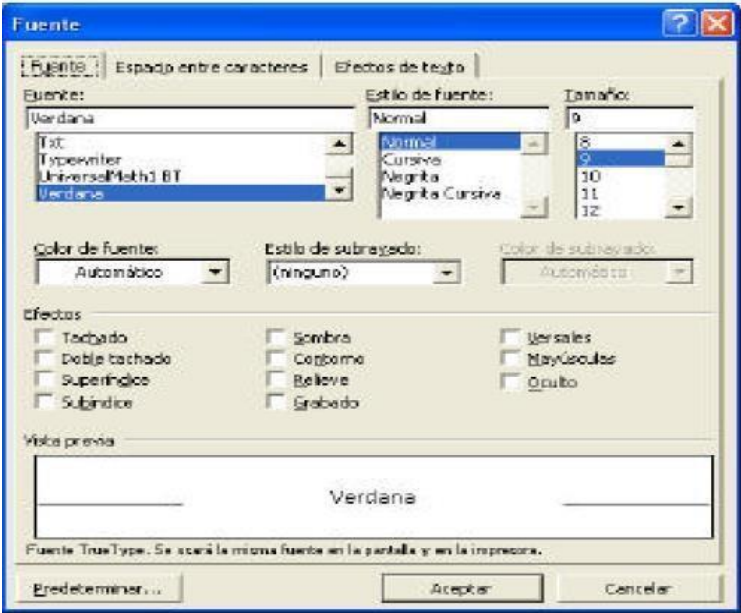 Fuente
Fuente Espacio entre caracteres Efectos de texto
Fuente: Estilo de fuente: Tamaño:
Verdana Normal 9
Txt Normal 8
Typewriter Cursiva 9
UniversalMath1 BT Negrita 10
Verdana Negrita Cursiva 11
12
Color de fuente: Estilo de subrayado: Color de subrayado:
Automático (ninguno) Automático
Efectos
Tachado Sombra Versales
Doble tachado Contorno Mayúsculas
Superíndice Relieve Oculto
Subíndice Grabado
Vista previa
Verdana
Fuente TrueType. Se usará la misma fuente en la pantalla y en la impresora.
Predeterminar... Aceptar Cancelar